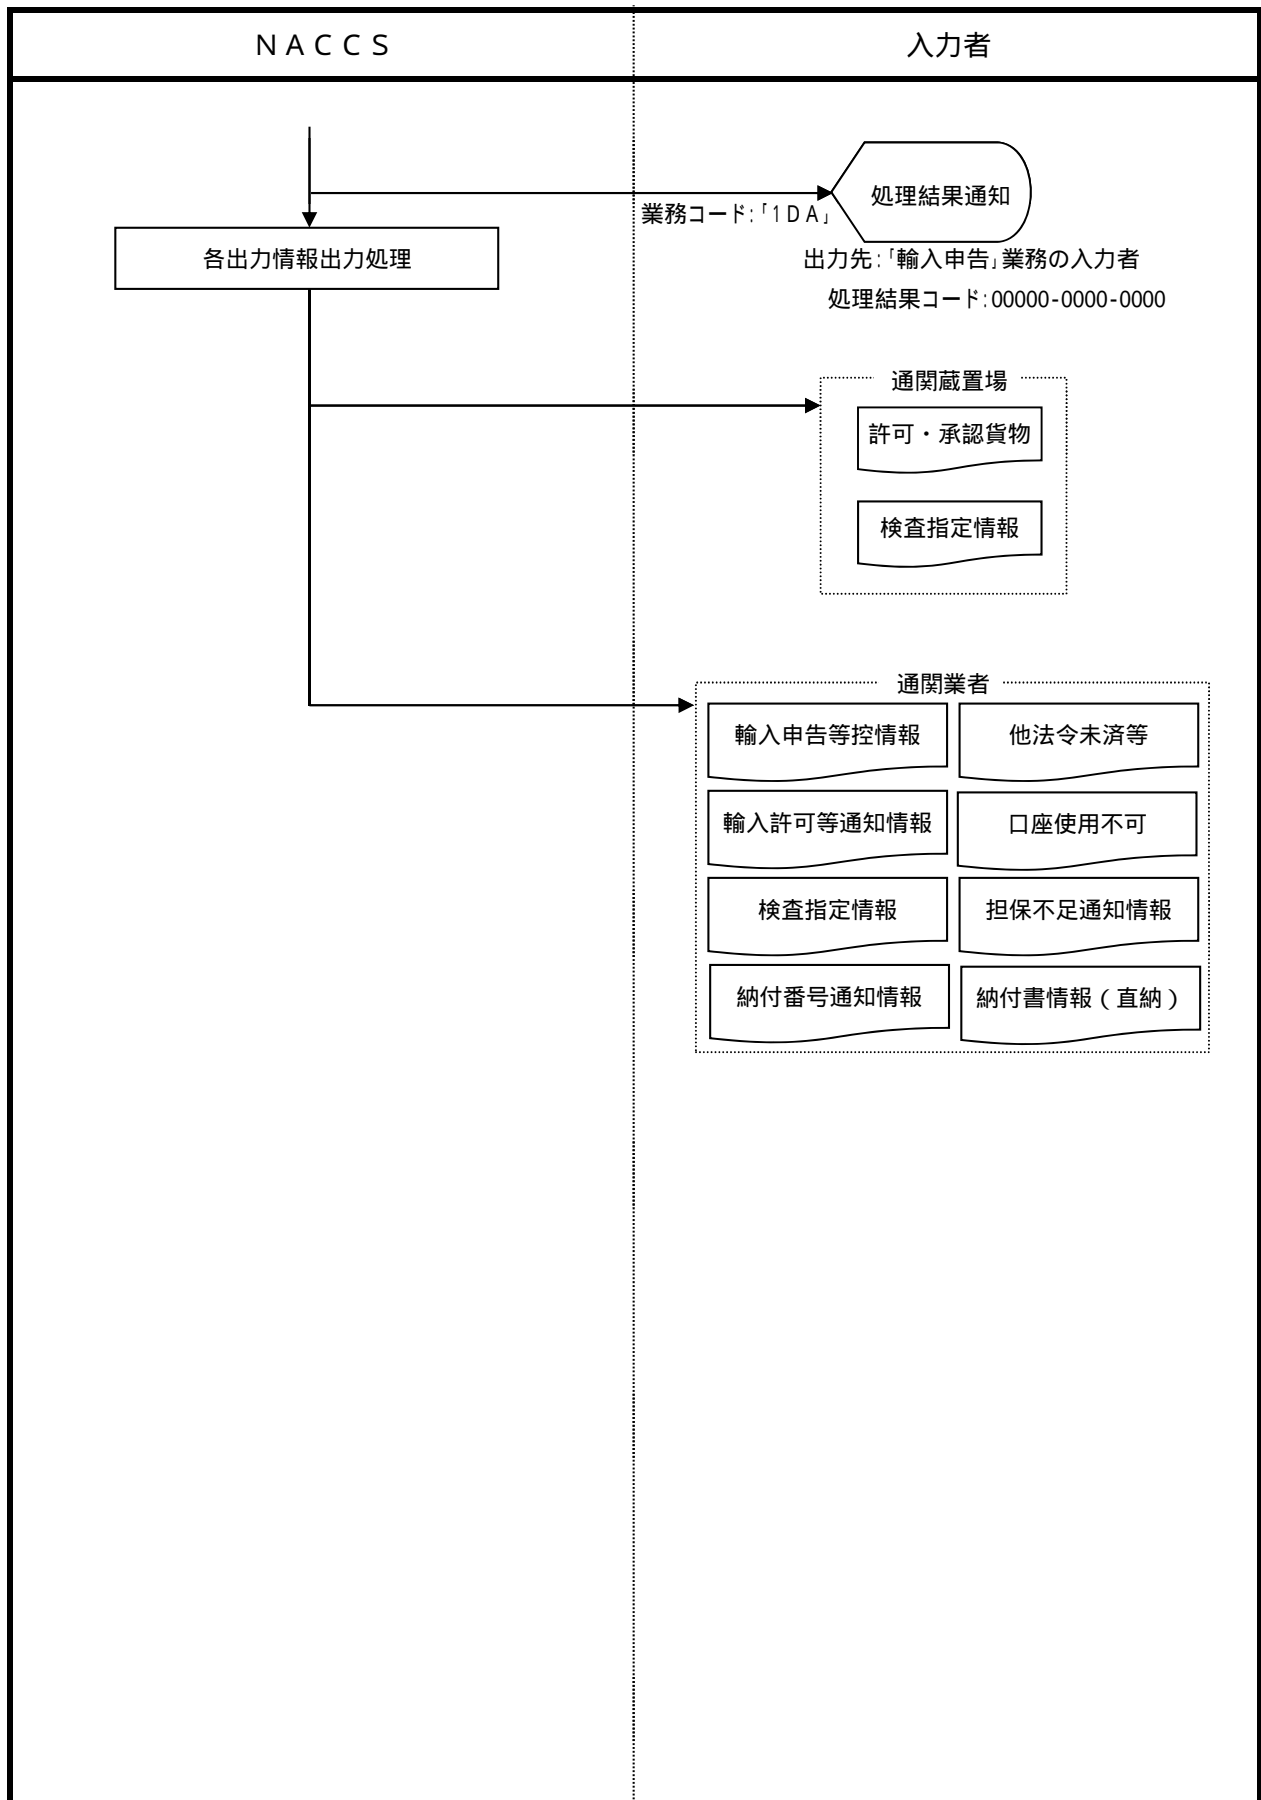 ＮＡＣＣＳ
入力者
処理結果通知
業務コード：「１ＤＡ」
各出力情報出力処理
出力先：「輸入申告」業務の入力者
処理結果コード：00000-0000-0000
通関蔵置場
許可・承認貨物
検査指定情報
通関業者
輸入申告等控情報
他法令未済等
輸入許可等通知情報
口座使用不可
検査指定情報
担保不足通知情報
納付番号通知情報
納付書情報（直納）